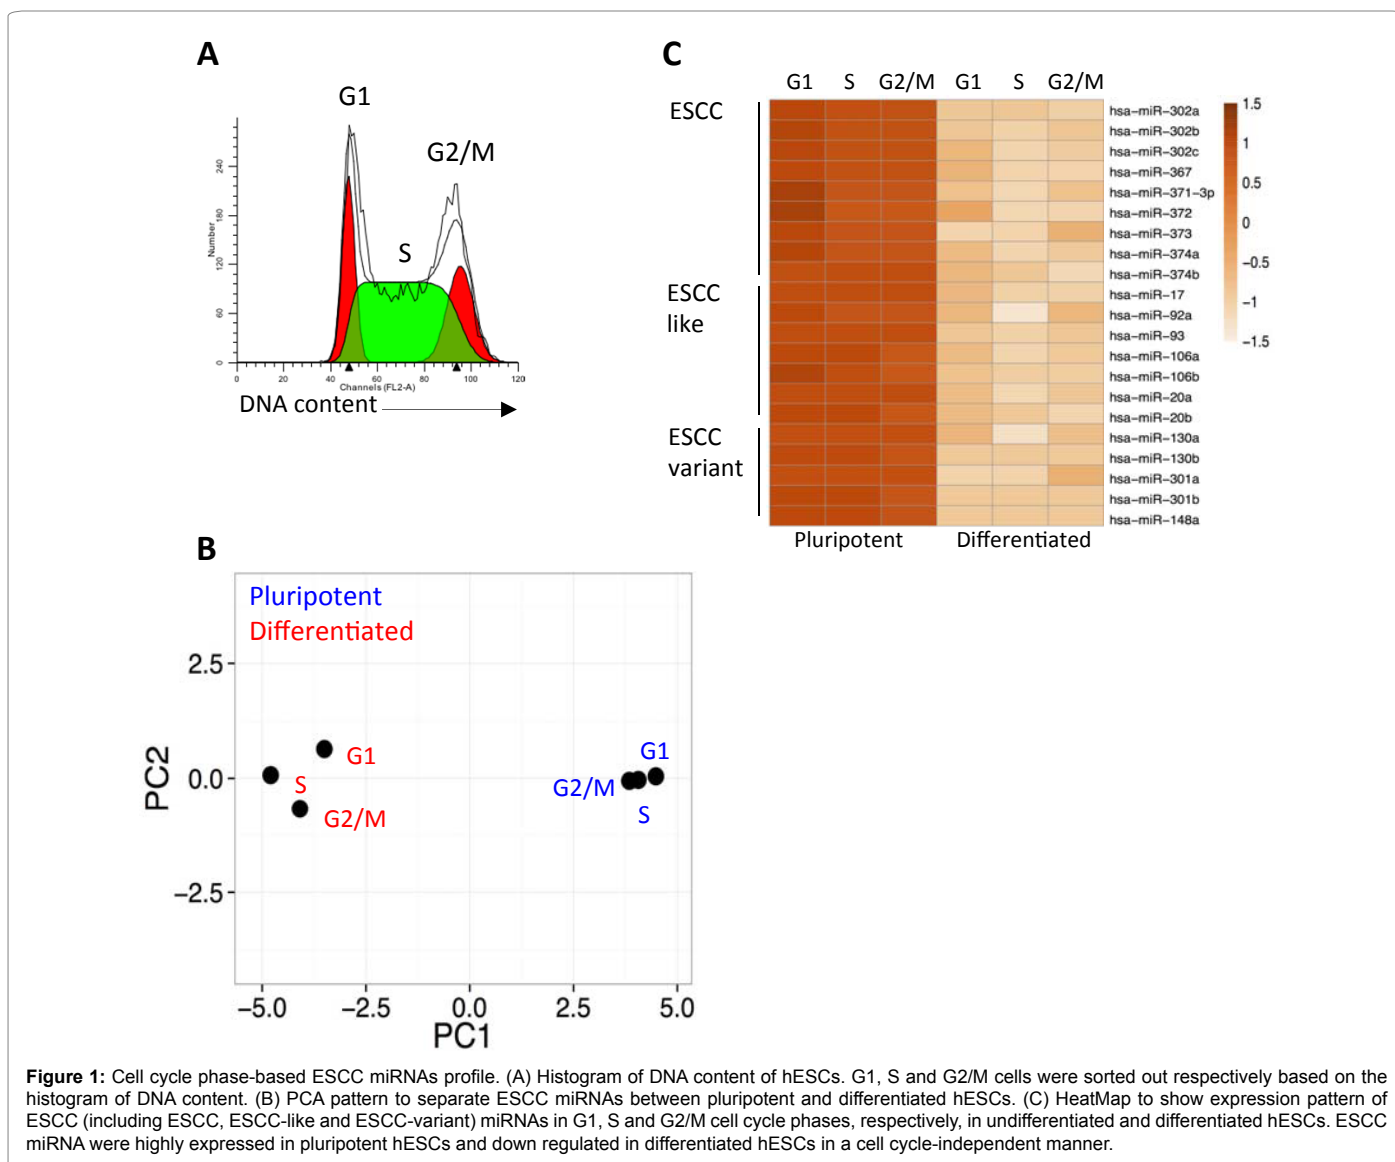 A
G1
G2/M
S
Number
240
180
120
60
0
0 20 40 60 80 100 120
Channels (FL2-A)
DNA content
C
G1 S G2/M G1 S G2/M
ESCC
ESCC
like
ESCC
variant
hsa-miR-302a
hsa-miR-302b
hsa-miR-302c
hsa-miR-367
hsa-miR-371-3p
hsa-miR-372
hsa-miR-373
hsa-miR-374a
hsa-miR-374b
hsa-miR-17
hsa-miR-92a
hsa-miR-93
hsa-miR-106a
hsa-miR-106b
hsa-miR-20a
hsa-miR-20b
hsa-miR-130a
hsa-miR-130b
hsa-miR-301a
hsa-miR-301b
hsa-miR-148a
1.5
1
0.5
0
-0.5
-1
-1.5
Pluripotent Differentiated
B
Pluripotent
Differentiated
2.5
0.0
-2.5
PC2
G1
S
G2/M
G1
G2/M
S
-5.0 -2.5 0.0 2.5 5.0
PC1
Figure 1: Cell cycle phase-based ESCC miRNAs profile. (A) Histogram of DNA content of hESCs. G1, S and G2/M cells were sorted out respectively based on the
histogram of DNA content. (B) PCA pattern to separate ESCC miRNAs between pluripotent and differentiated hESCs. (C) HeatMap to show expression pattern of
ESCC (including ESCC, ESCC-like and ESCC-variant) miRNAs in G1, S and G2/M cell cycle phases, respectively, in undifferentiated and differentiated hESCs. ESCC
miRNA were highly expressed in pluripotent hESCs and down regulated in differentiated hESCs in a cell cycle-independent manner.